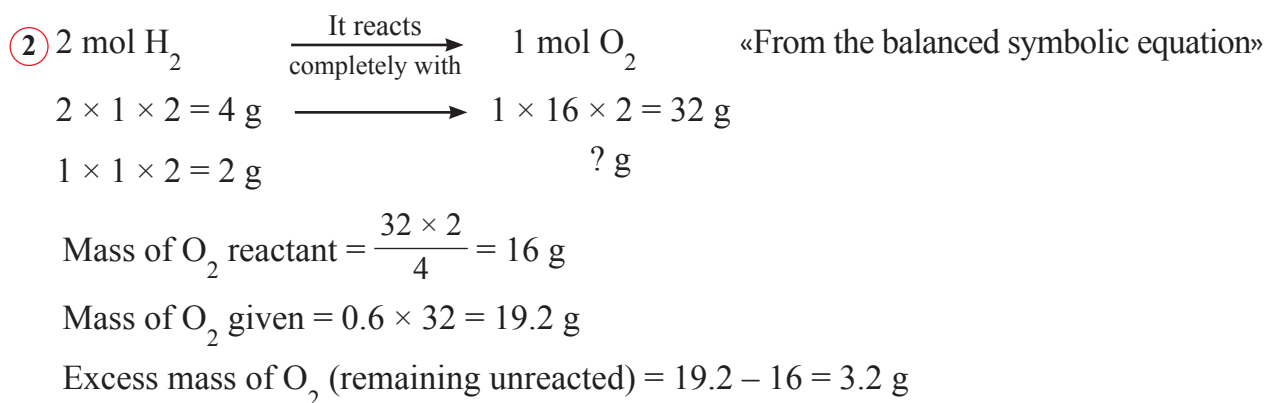 2 2 mol H₂ It reacts completely with 1 mol O₂ «From the balanced symbolic equation»
2 × 1 × 2 = 4 g 1 × 16 × 2 = 32 g
1 × 1 × 2 = 2 g ? g
Mass of O₂ reactant = 32 × 2 / 4 = 16 g
Mass of O₂ given = 0.6 × 32 = 19.2 g
Excess mass of O₂ (remaining unreacted) = 19.2 – 16 = 3.2 g